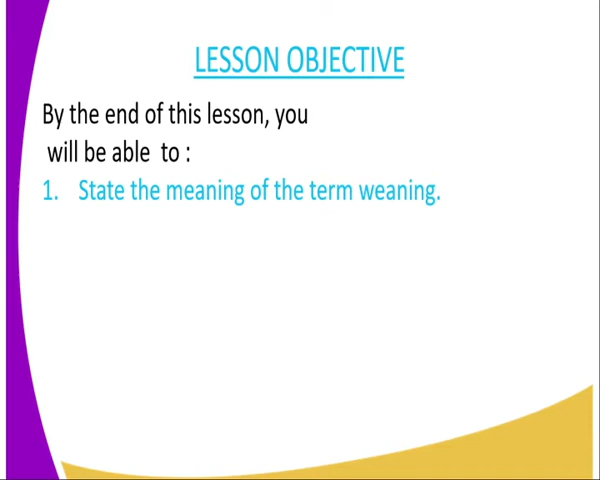 LESSON OBJECTIVE
By the end of this lesson, you
will be able to :
1. State the meaning of the term weaning.